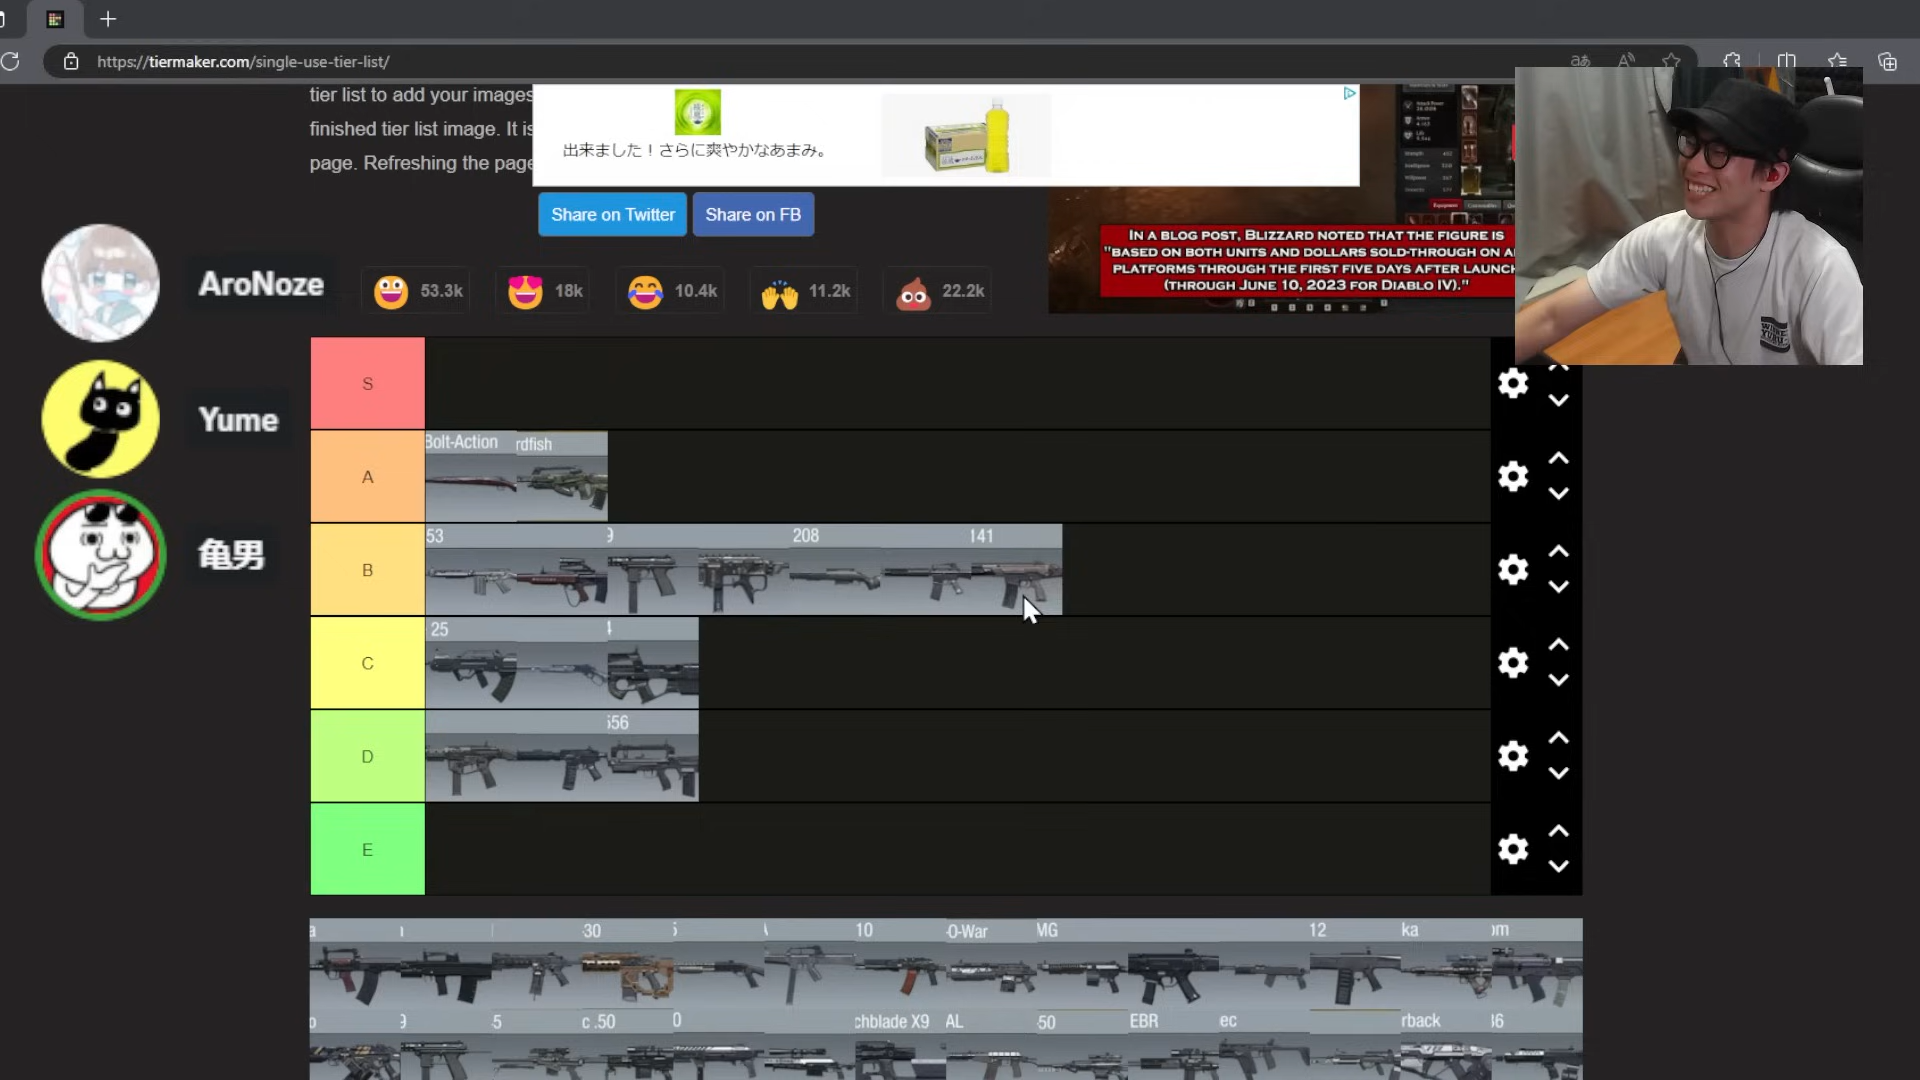 https://tiermaker.com/single-use-tier-list/
tier list to add your images
finished tier list image. It is
page. Refreshing the page
出来ました！さらに爽やかなあまみ。
Share on Twitter
Share on FB
IN A BLOG POST, BLIZZARD NOTED THAT THE FIGURE IS
"BASED ON BOTH UNITS AND DOLLARS SOLD-THROUGH ON A
PLATFORMS THROUGH THE FIRST FIVE DAYS AFTER LAUNCH
(THROUGH JUNE 10, 2023 FOR DIABLO IV)."
AroNoze
53.3k
18k
10.4k
11.2k
22.2k
Yume
亀男
S
A
Bolt-Action
rdfish
B
53
9
208
141
C
25
4
D
556
E
a
30
10
-O-War
MG
12
ka
om
o
9
-5
c .50
0
chblade X9
AL
-50
EBR
ec
rback